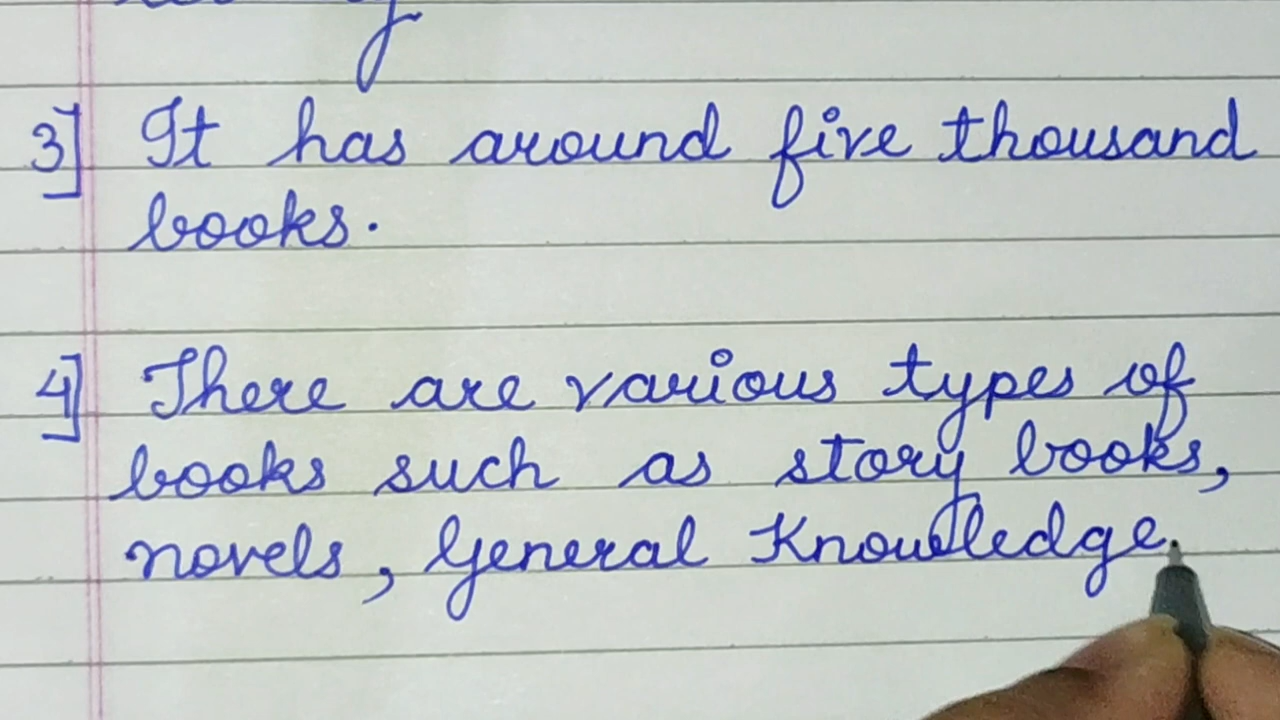 3] It has around five thousand
books.
4] There are various types of
books such as story books,
novels, General Knowledge.